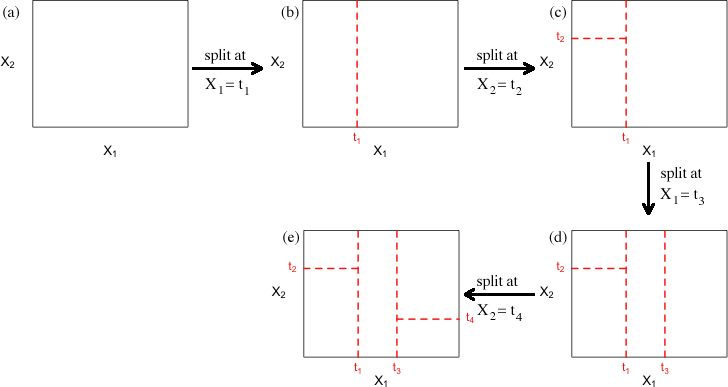 (a)
X2
X1
split at
X1 = t1
(b)
X2
t1
X1
split at
X2 = t2
(c)
t2
X2
t1
X1
split at
X1 = t3
(d)
t2
X2
t1
t3
X1
split at
X2 = t4
(e)
t2
X2
t4
t1
t3
X1